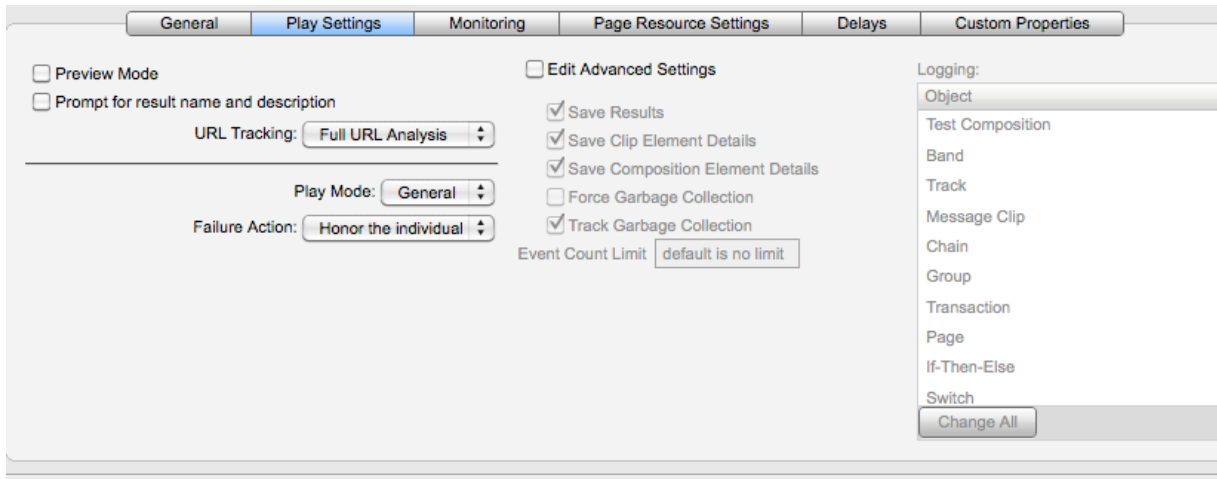 General Play Settings Monitoring Page Resource Settings Delays Custom Properties
Preview Mode
Prompt for result name and description
URL Tracking: Full URL Analysis
Play Mode: General
Failure Action: Honor the individual
Edit Advanced Settings
Save Results
Save Clip Element Details
Save Composition Element Details
Force Garbage Collection
Track Garbage Collection
Event Count Limit default is no limit
Logging:
Object
Test Composition
Band
Track
Message Clip
Chain
Group
Transaction
Page
If-Then-Else
Switch
Change All